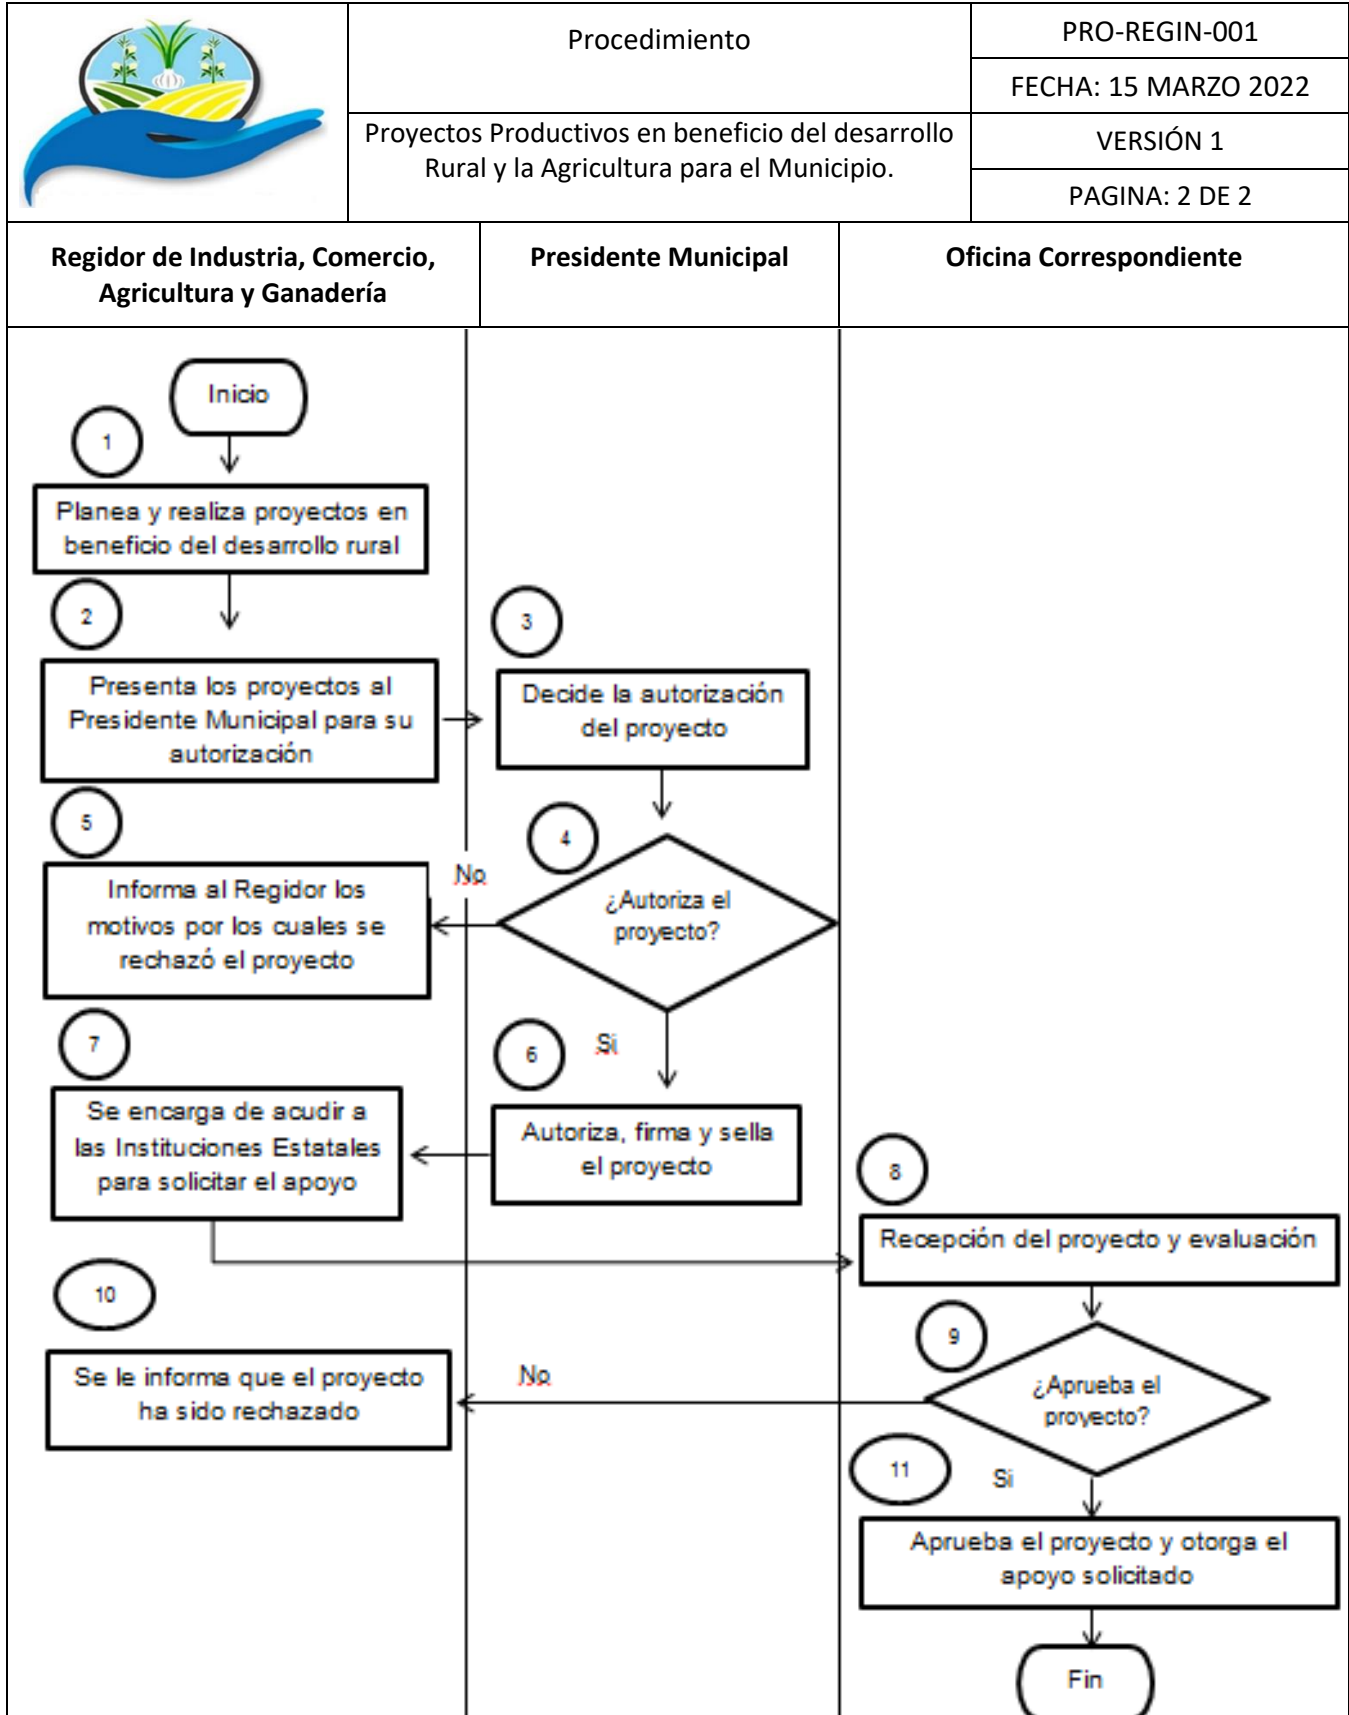 Procedimiento
PRO-REGIN-001
FECHA: 15 MARZO 2022
Proyectos Productivos en beneficio del desarrollo
Rural y la Agricultura para el Municipio.
VERSIÓN 1
PAGINA: 2 DE 2
Regidor de Industria, Comercio,
Agricultura y Ganadería
Presidente Municipal
Oficina Correspondiente
Inicio
1
Planea y realiza proyectos en
beneficio del desarrollo rural
2
Presenta los proyectos al
Presidente Municipal para su
autorización
3
Decide la autorización
del proyecto
4
¿Autoriza el
proyecto?
No
5
Informa al Regidor los
motivos por los cuales se
rechazó el proyecto
Si
6
Autoriza, firma y sella
el proyecto
7
Se encarga de acudir a
las Instituciones Estatales
para solicitar el apoyo
8
Recepción del proyecto y evaluación
9
¿Aprueba el
proyecto?
No
10
Se le informa que el proyecto
ha sido rechazado
Si
11
Aprueba el proyecto y otorga el
apoyo solicitado
Fin